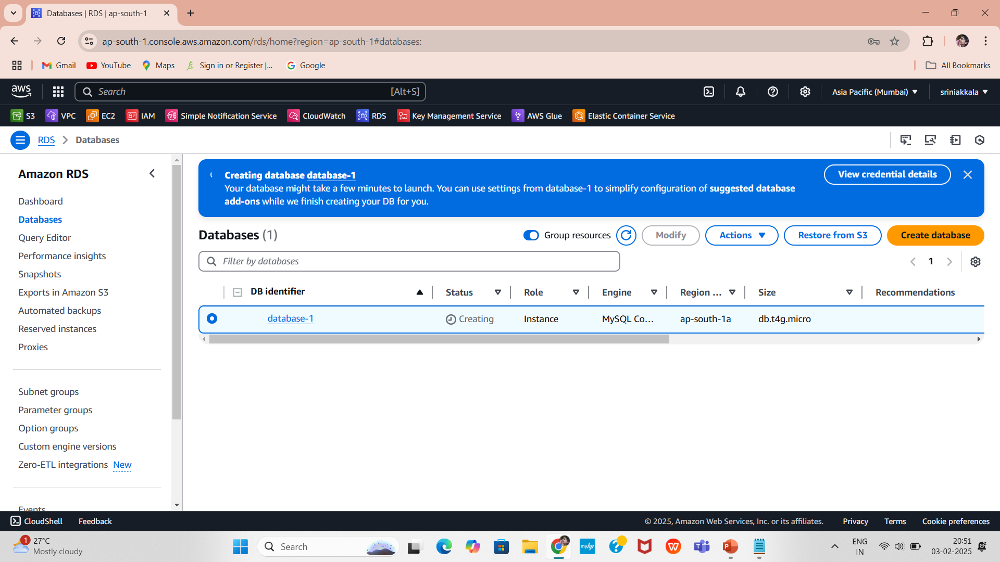 Databases | RDS | ap-south-1
ap-south-1.console.aws.amazon.com/rds/home?region=ap-south-1#databases:
Gmail YouTube Maps Sign in or Register |... Google All Bookmarks
aws Search [Alt+S] Asia Pacific (Mumbai) sriniakkala
S3 VPC EC2 IAM Simple Notification Service CloudWatch RDS Key Management Service AWS Glue Elastic Container Service
RDS Databases
Amazon RDS
Dashboard
Databases
Query Editor
Performance insights
Snapshots
Exports in Amazon S3
Automated backups
Reserved instances
Proxies
Subnet groups
Parameter groups
Option groups
Custom engine versions
Zero-ETL integrations New
Events
Creating database database-1
Your database might take a few minutes to launch. You can use settings from database-1 to simplify configuration of suggested database
add-ons while we finish creating your DB for you.
View credential details
Databases (1) Group resources Modify Actions Restore from S3 Create database
Filter by databases 1
DB identifier Status Role Engine Region ... Size Recommendations
database-1 Creating Instance MySQL Co... ap-south-1a db.t4g.micro
CloudShell Feedback © 2025, Amazon Web Services, Inc. or its affiliates. Privacy Terms Cookie preferences
1 27°C
Mostly cloudy
Search
myhp
ENG
IN
20:51
03-02-2025